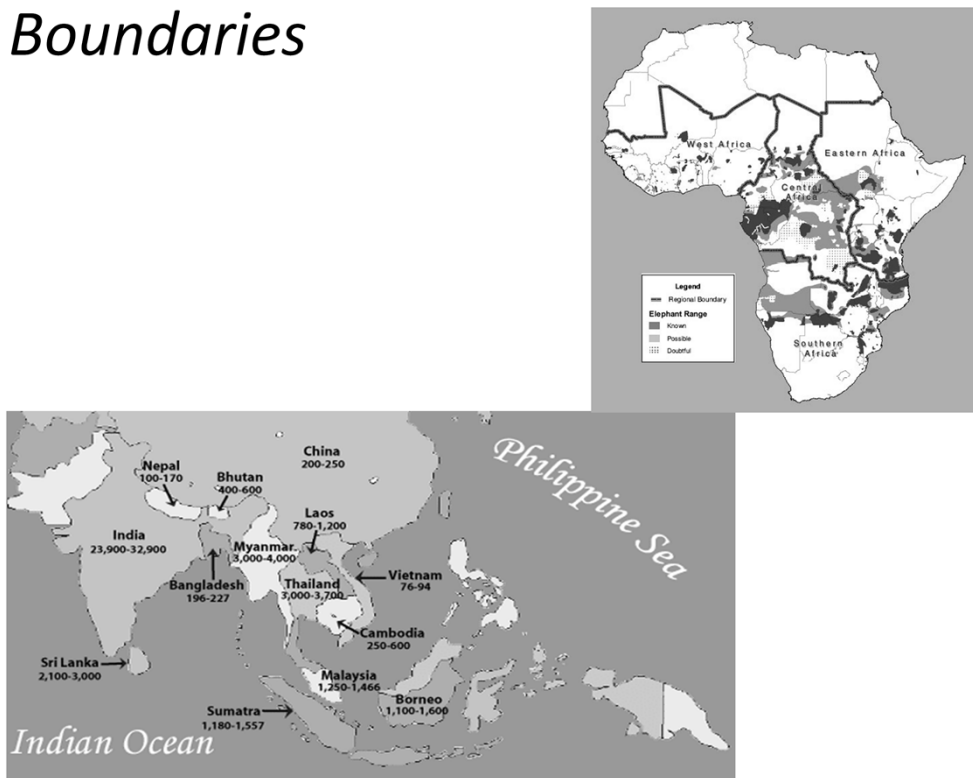 Boundaries
West Africa
Eastern Africa
Central
Africa
Legend
Regional Boundary
Elephant Range
Known
Possible
Doubtful
Southern
Africa
China
200-250
Philippine Sea
Nepal
100-170
Bhutan
400-600
Laos
780-1,200
India
23,900-32,900
Myanmar
3,000-4,000
Bangladesh
196-227
Thailand
3,000-3,700
Vietnam
76-94
Cambodia
250-600
Sri Lanka
2,100-3,000
Malaysia
1,250-1,466
Borneo
1,100-1,600
Sumatra
1,180-1,557
Indian Ocean